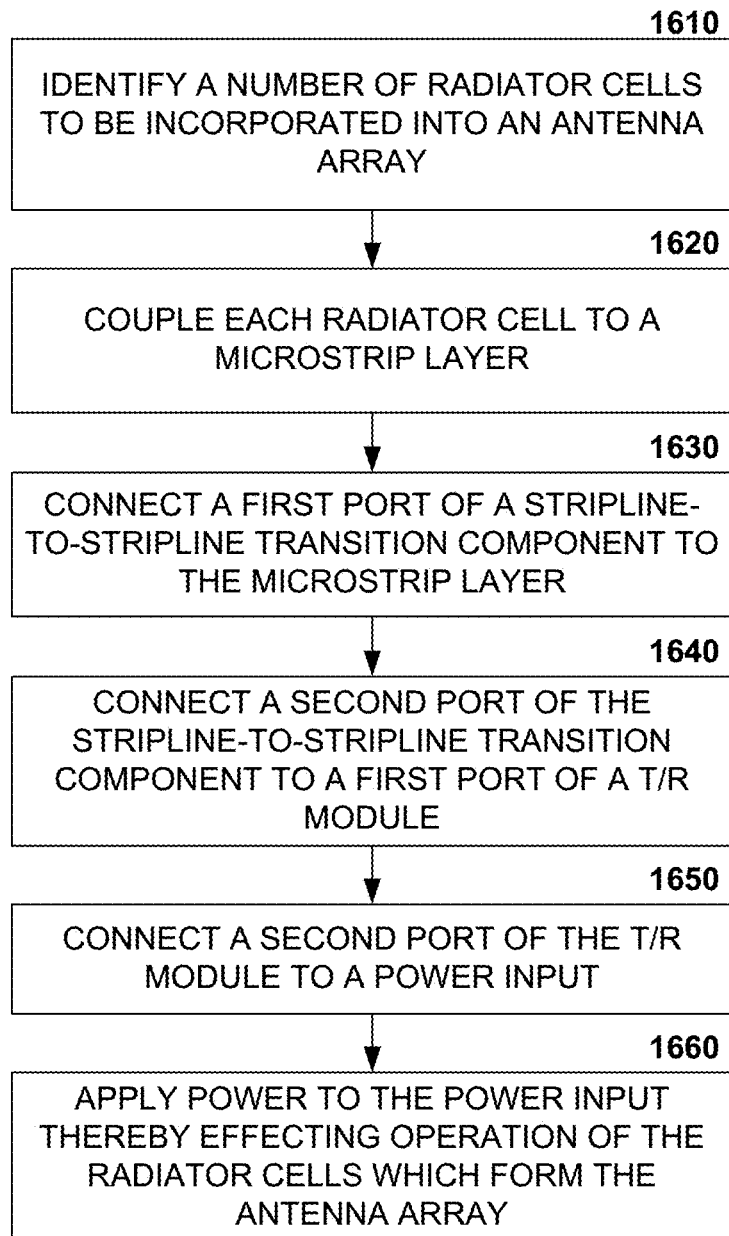 1610
IDENTIFY A NUMBER OF RADIATOR CELLS
TO BE INCORPORATED INTO AN ANTENNA
ARRAY
1620
COUPLE EACH RADIATOR CELL TO A
MICROSTRIP LAYER
1630
CONNECT A FIRST PORT OF A STRIPLINE-
TO-STRIPLINE TRANSITION COMPONENT TO
THE MICROSTRIP LAYER
1640
CONNECT A SECOND PORT OF THE
STRIPLINE-TO-STRIPLINE TRANSITION
COMPONENT TO A FIRST PORT OF A T/R
MODULE
1650
CONNECT A SECOND PORT OF THE T/R
MODULE TO A POWER INPUT
1660
APPLY POWER TO THE POWER INPUT
THEREBY EFFECTING OPERATION OF THE
RADIATOR CELLS WHICH FORM THE
ANTENNA ARRAY